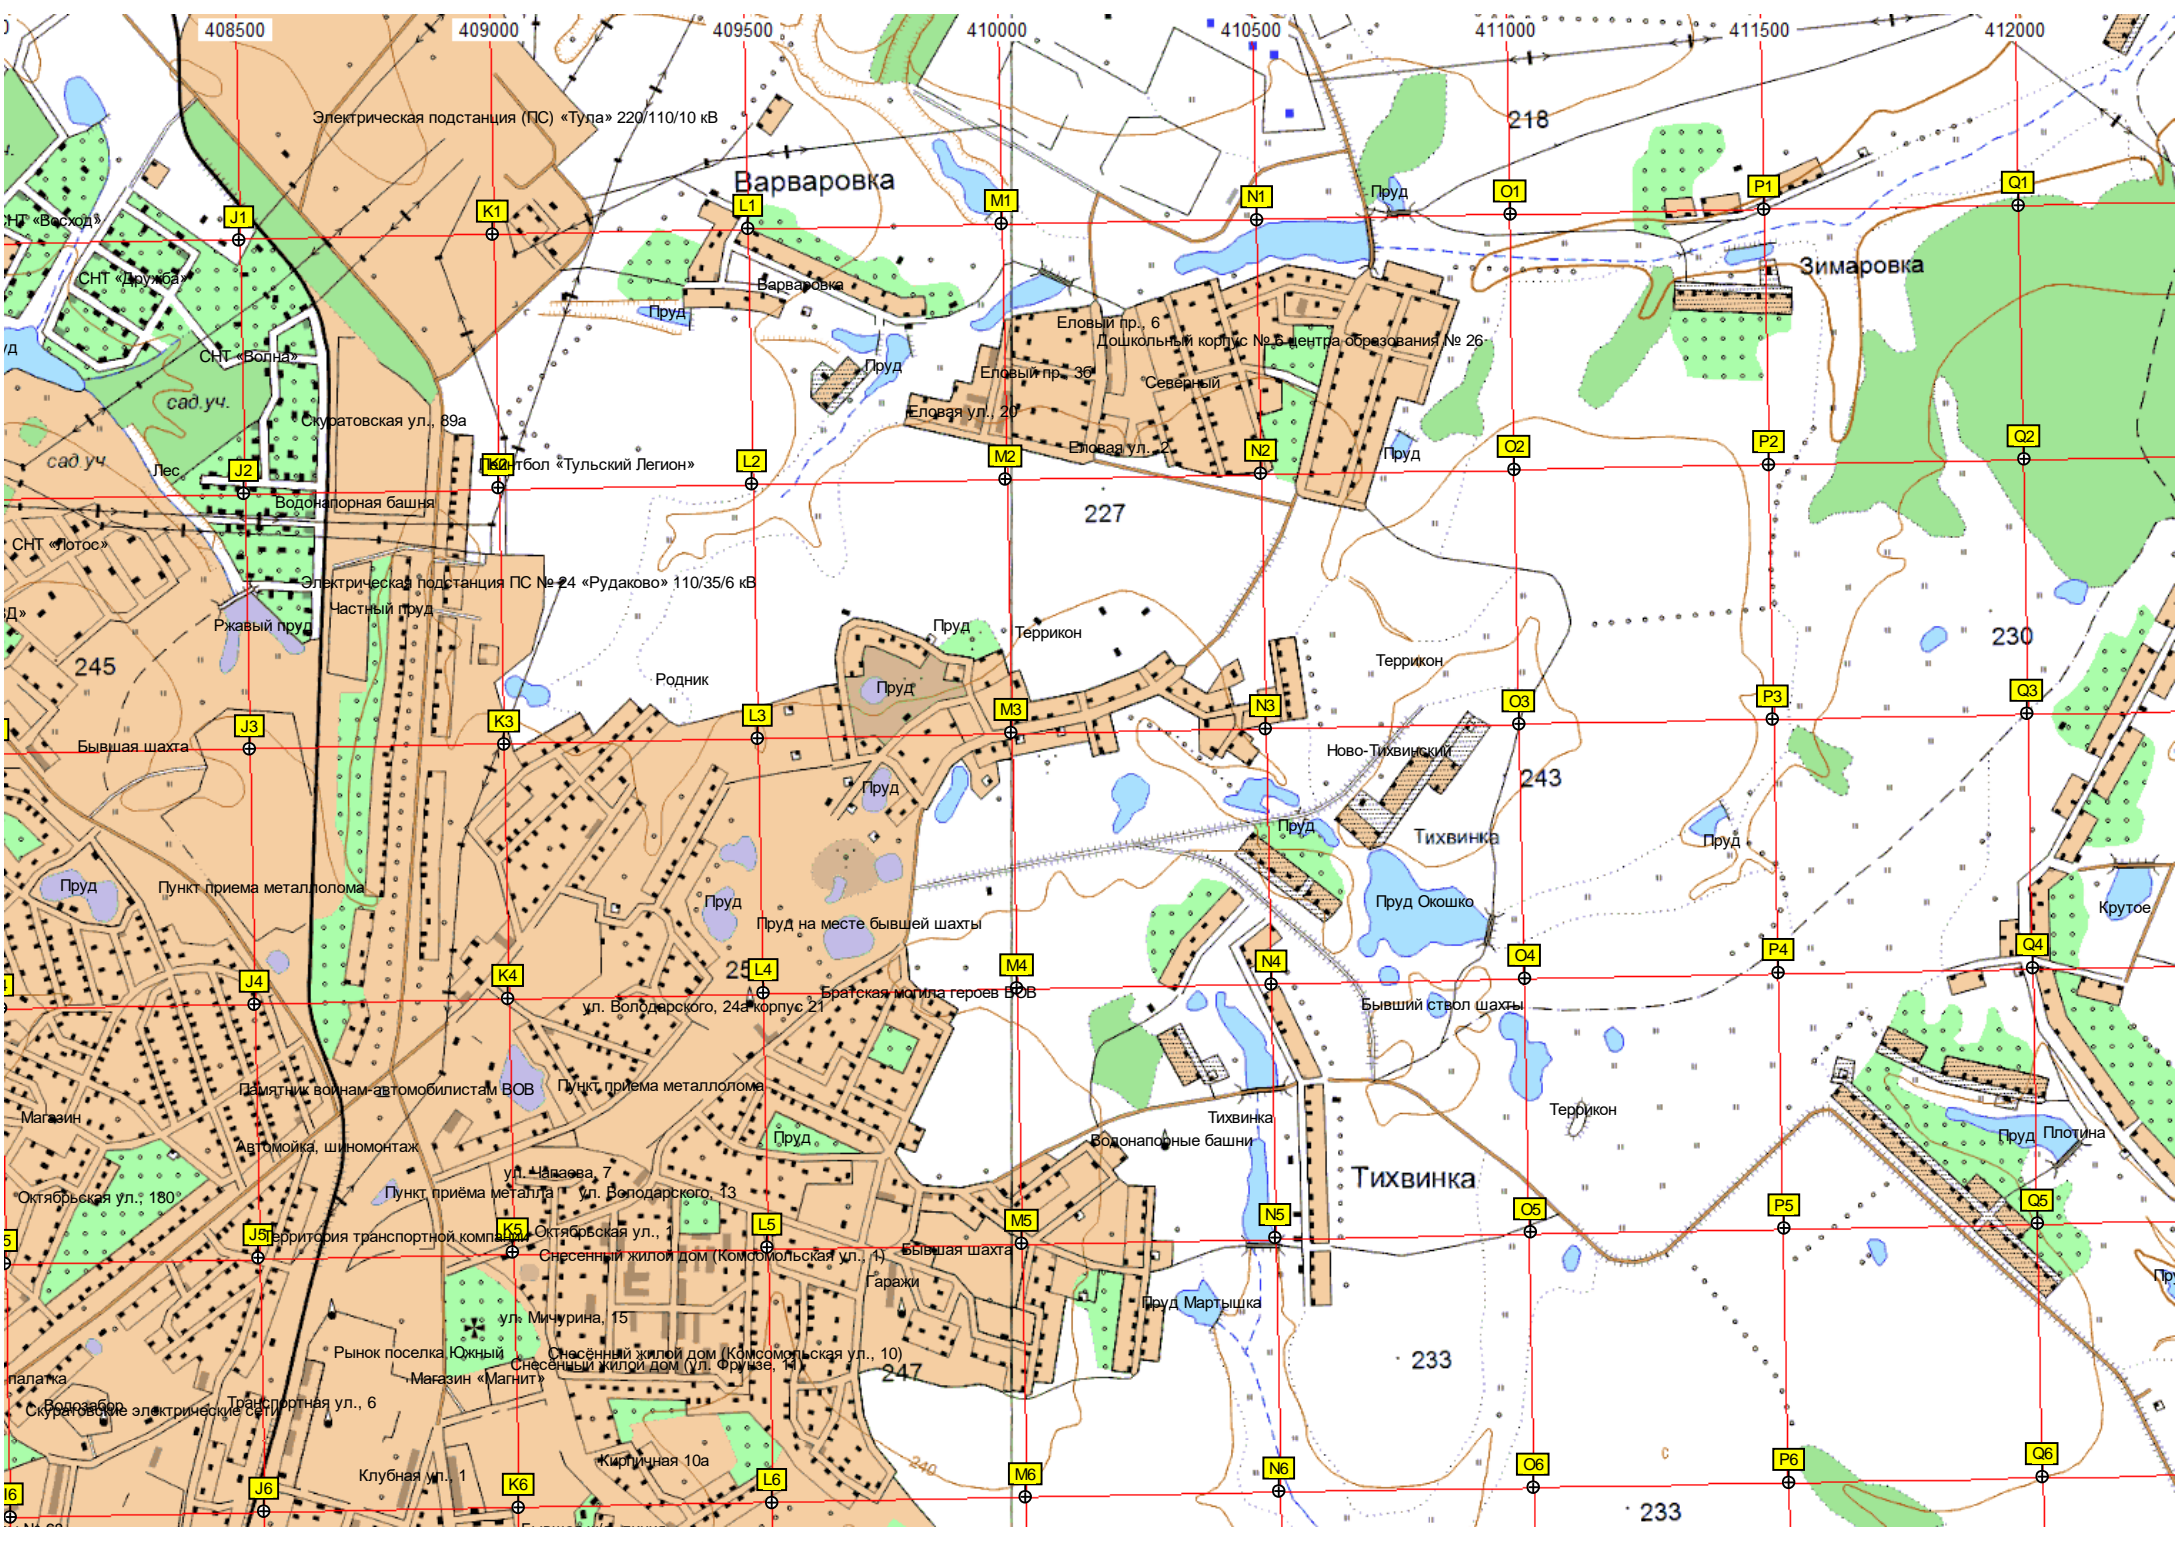 408500 409000 409500 410000 410500 411000 411500 412000
Электрическая подстанция (ПС) «Тула» 220/110/10 кВ
218
Варваровка
Пруд
J1 K1 L1 M1 N1 O1 P1 Q1
СНТ «Восход»
СНТ «Дружба»
Варваровка
Зимаровка
Пруд
Еловый пр., 6
Дошкольный корпус № 6 центра образования № 26
СНТ «Волна»
Пруд
Еловый пр., 3б
Северный
сад.уч.
Еловая ул., 20
Скуратовская ул., 89а
Еловая ул., 2
Пруд
сад.уч
Лес
Пейнтбол «Тульский Легион»
J2 K2 L2 M2 N2 O2 P2 Q2
Водонапорная башня
227
СНТ «Лотос»
Электрическая подстанция ПС № 24 «Рудаково» 110/35/6 кВ
Частный пруд
Ржавый пруд
Пруд
Террикон
230
245
Террикон
Родник
Пруд
J3 K3 L3 M3 N3 O3 P3 Q3
Бывшая шахта
Ново-Тихвинский
243
Пруд
Пруд
Тихвинка
Пруд
Пруд
Пункт приема металлолома
Пруд
Пруд Окошко
Крутое
Пруд на месте бывшей шахты
J4 K4 L4 M4 N4 O4 P4 Q4
Братская могила героев ВОВ
ул. Володарского, 24а корпус 21
Бывший ствол шахты
Памятник воинам-автомобилистам ВОВ
Пункт приема металлолома
Террикон
Магазин
Тихвинка
Автомойка, шиномонтаж
Пруд
Водонапорные башни
Пруд
Плотина
ул. Чапаева, 7
Тихвинка
Октябрьская ул., 180
Пункт приёма металла
ул. Володарского, 13
J5 K5 L5 M5 N5 O5 P5 Q5
Территория транспортной компании
Октябрьская ул., 1
Снесенный жилой дом (Комсомольская ул., 1)
Бывшая шахта
Гаражи
Пруд Мартышка
ул. Мичурина, 15
Рынок поселка Южный
Снесённый жилой дом (Комсомольская ул., 10)
Снесённый жилой дом (ул. Фрунзе, 11)
233
247
палатка
Магазин «Магнит»
Водозабор
Скуратовские электрические сети
Транспортная ул., 6
Клубная ул., 1
Кирпичная 10а
240
J6 K6 L6 M6 N6 O6 P6 Q6
233